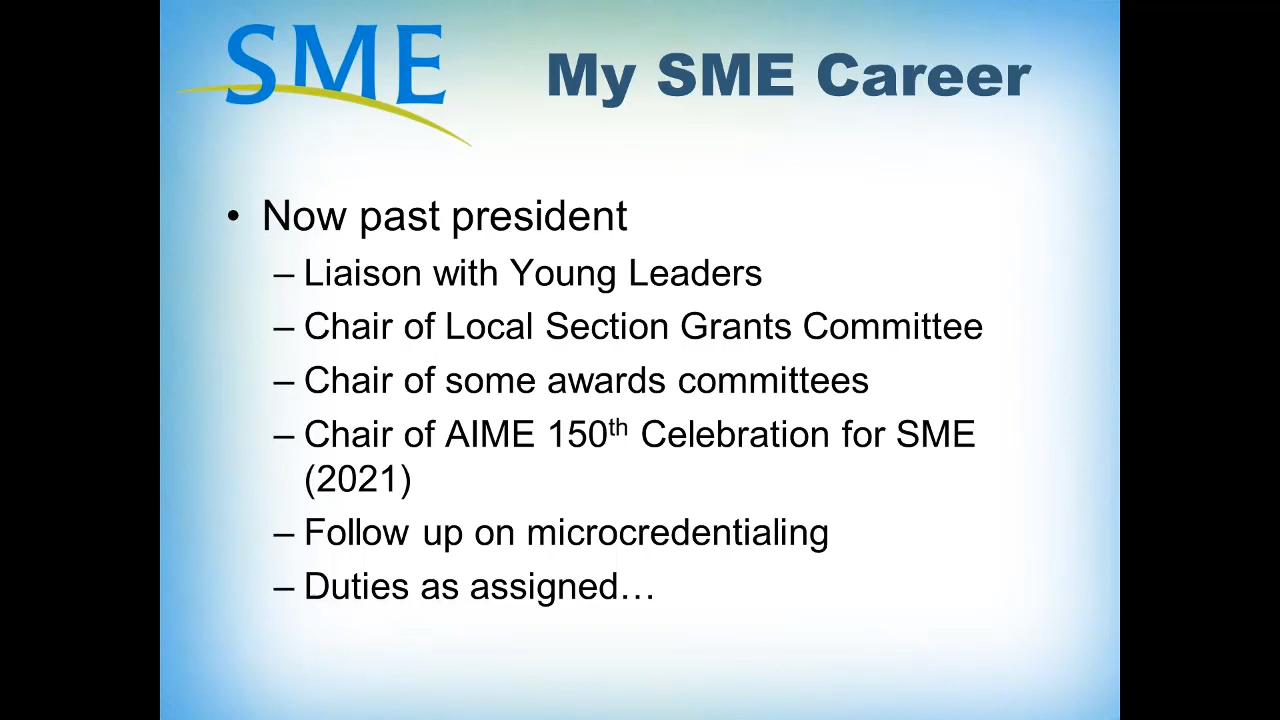 SME
My SME Career
• Now past president
– Liaison with Young Leaders
– Chair of Local Section Grants Committee
– Chair of some awards committees
– Chair of AIME 150th Celebration for SME
(2021)
– Follow up on microcredentialing
– Duties as assigned…